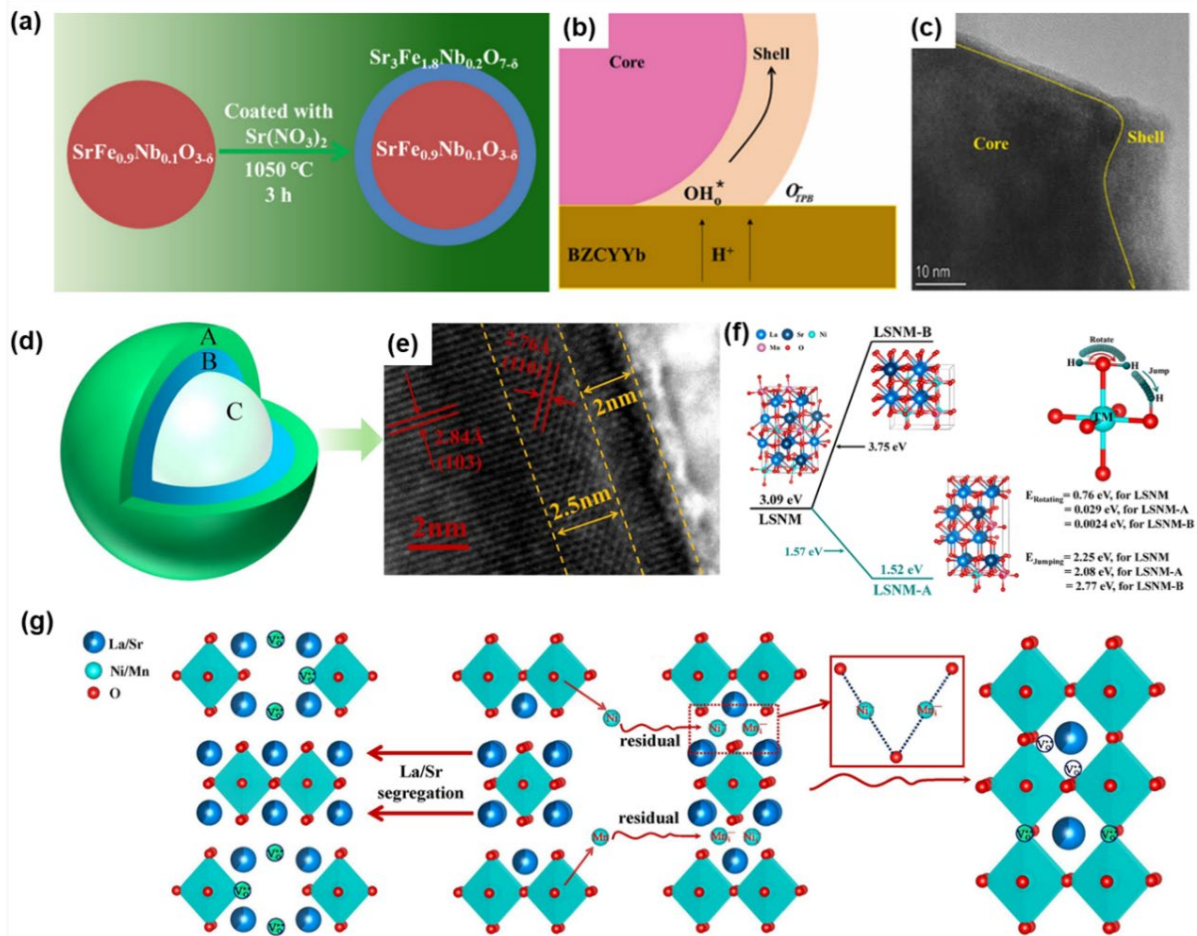 (a)
SrFe0.9Nb0.1O3-δ
Coated with
Sr(NO3)2
1050 ℃
3 h
Sr3Fe1.8Nb0.2O7-δ
SrFe0.9Nb0.1O3-δ
(b)
Core
Shell
OHo*
O-TPB
BZCYYb
H+
(c)
Core
Shell
10 nm
(d)
A
B
C
(e)
2.76Å
(110)
2.84Å
(103)
2nm
2.5nm
2nm
(f)
La Sr Ni
Mn O
LSNM-B
3.75 eV
3.09 eV
LSNM
1.57 eV
1.52 eV
LSNM-A
Rotate
H
H
Jump
H
TM
ERotating = 0.76 eV, for LSNM
= 0.029 eV, for LSNM-A
= 0.0024 eV, for LSNM-B
EJumping = 2.25 eV, for LSNM
= 2.08 eV, for LSNM-A
= 2.77 eV, for LSNM-B
(g)
La/Sr
Ni/Mn
O
La/Sr
segregation
Ni
residual
Mn
residual